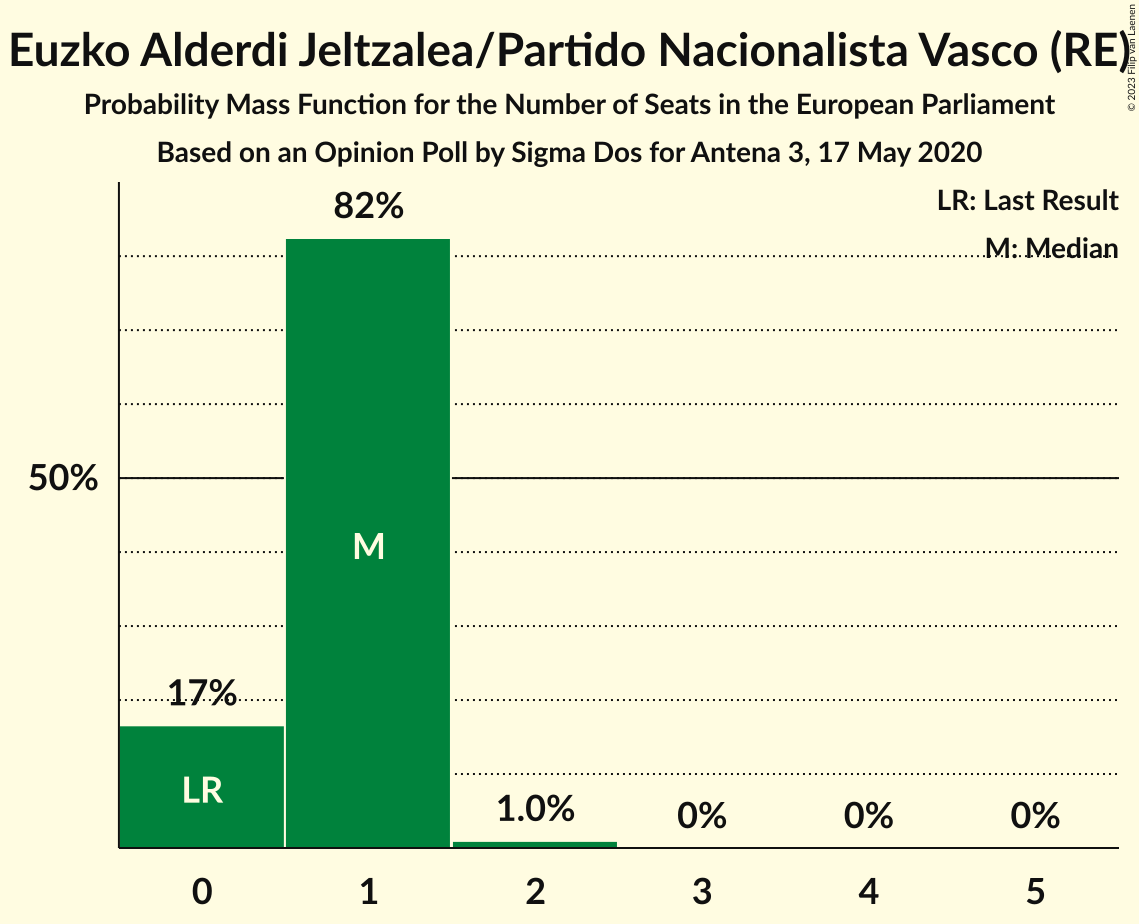 Euzko Alderdi Jeltzalea/Partido Nacionalista Vasco (RE)
© 2023 Filip van Laenen
Probability Mass Function for the Number of Seats in the European Parliament
Based on an Opinion Poll by Sigma Dos for Antena 3, 17 May 2020
LR: Last Result
M: Median
82%
50%
M
17%
LR
1.0%
0%
0%
0%
0 1 2 3 4 5